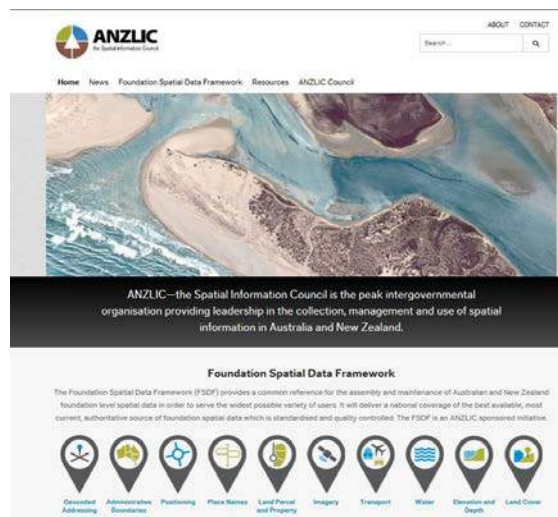 ABOUT CONTACT
ANZLIC
the Spatial Information Council
Search...
Home News Foundation Spatial Data Framework Resources ANZLIC Council
ANZLIC—the Spatial Information Council is the peak intergovernmental
organisation providing leadership in the collection, management and use of spatial
information in Australia and New Zealand.
Foundation Spatial Data Framework
The Foundation Spatial Data Framework (FSDF) provides a common reference for the assembly and maintenance of Australian and New Zealand
foundation level spatial data in order to serve the widest possible variety of users. It will deliver a national coverage of the best available, most
current, authoritative source of foundation spatial data which is standardised and quality controlled. The FSDF is an ANZLIC sponsored initiative.
Geocoded Administrative Positioning Place Names Land Parcel Imagery Transport Water Elevation and Land Cover
Addressing Boundaries and Property Depth